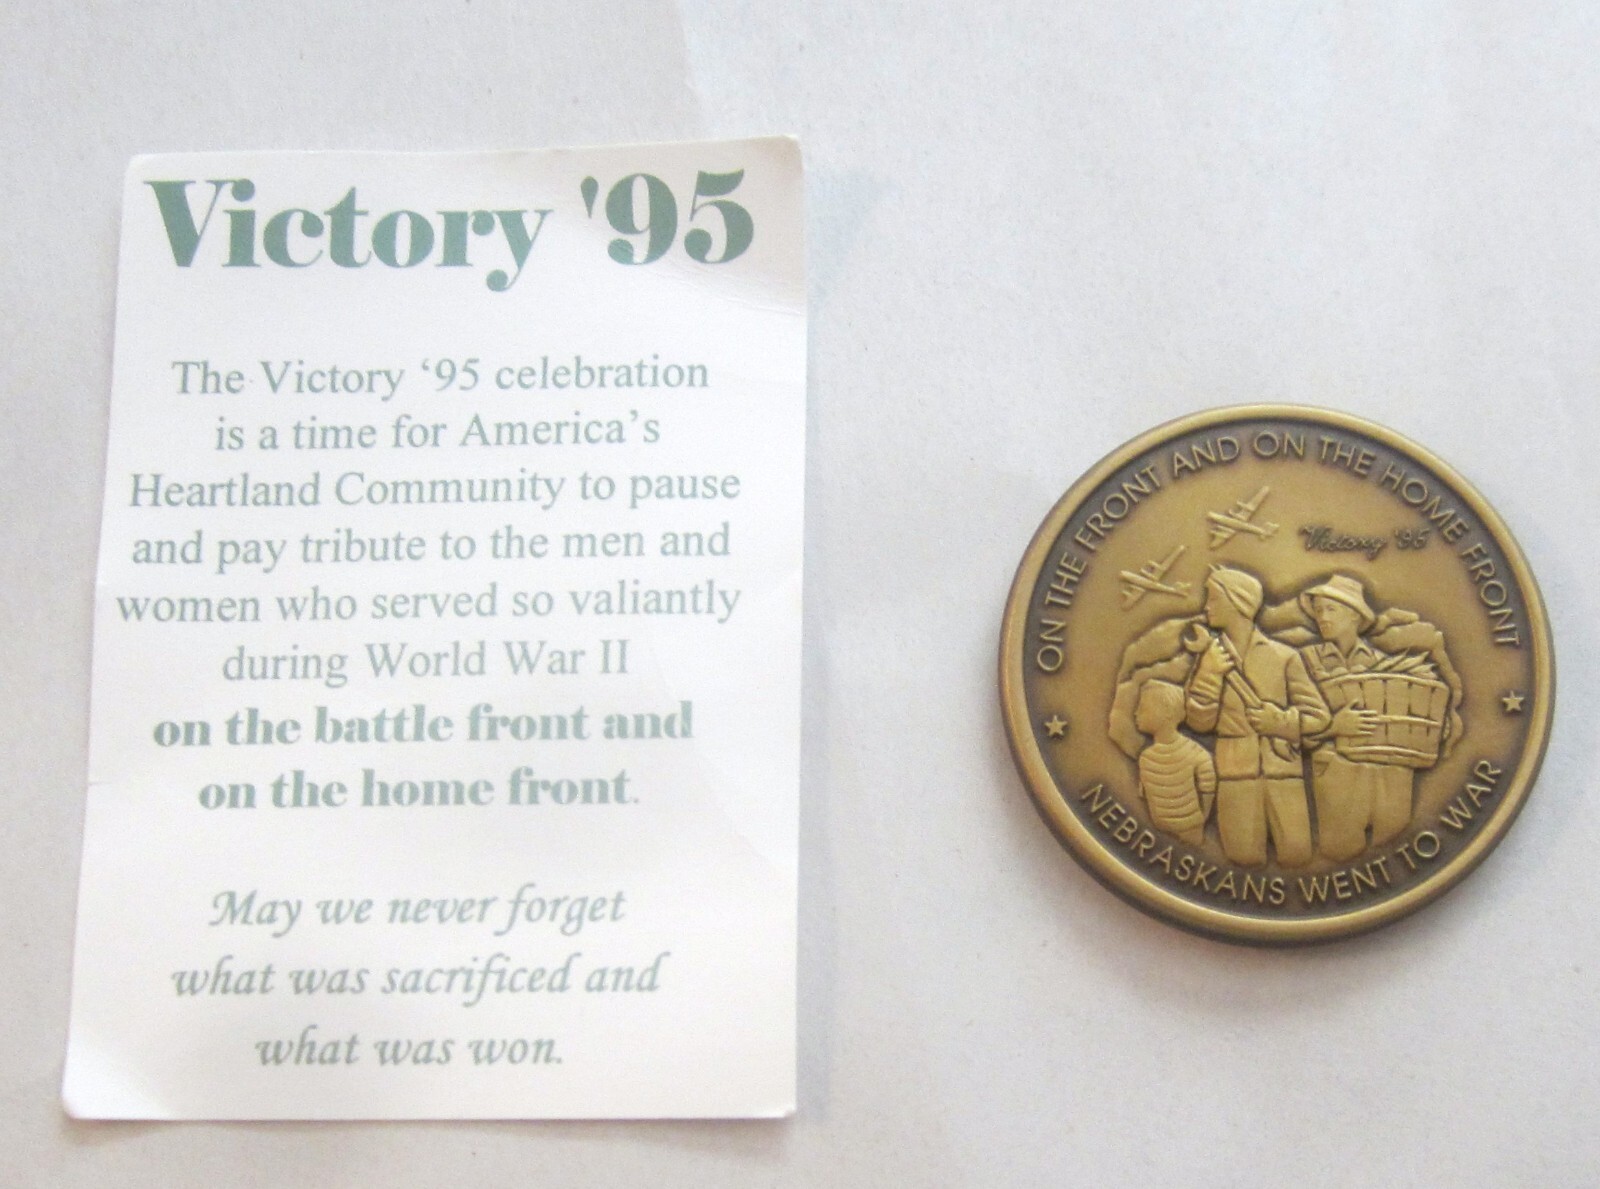 Victory '95
The Victory ‘95 celebration
is a time for America’s
Heartland Community to pause
and pay tribute to the men and
women who served so valiantly
during World War II
on the battle front and
on the home front.
May we never forget
what was sacrificed and
what was won.
ON THE FRONT AND ON THE HOME FRONT
Victory '95
NEBRASKANS WENT TO WAR